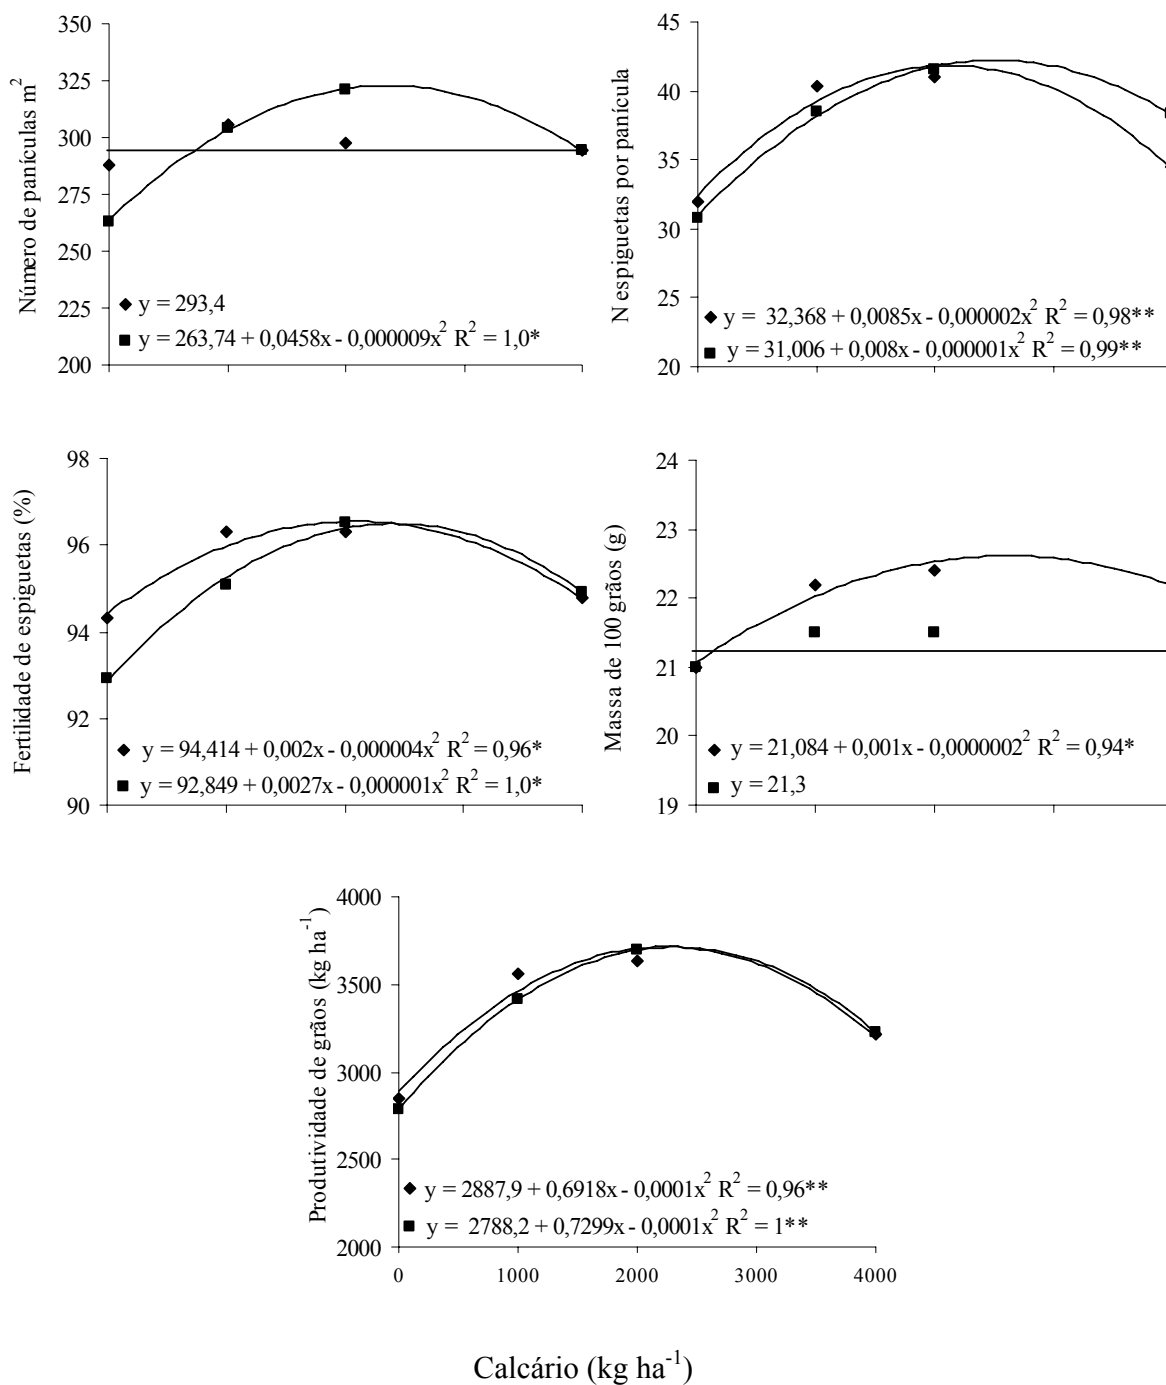 Número de panículas m²
350
325
300
275
250
225
200
y = 293,4
y = 263,74 + 0,0458x - 0,000009x² R² = 1,0*
N espiguetas por panícula
45
40
35
30
25
20
y = 32,368 + 0,0085x - 0,000002x² R² = 0,98**
y = 31,006 + 0,008x - 0,000001x² R² = 0,99**
Fertilidade de espiguetas (%)
98
96
94
92
90
y = 94,414 + 0,002x - 0,000004x² R² = 0,96*
y = 92,849 + 0,0027x - 0,000001x² R² = 1,0*
Massa de 100 grãos (g)
24
23
22
21
20
19
y = 21,084 + 0,001x - 0,0000002² R² = 0,94*
y = 21,3
Produtividade de grãos (kg ha⁻¹)
4000
3500
3000
2500
2000
y = 2887,9 + 0,6918x - 0,0001x² R² = 0,96**
y = 2788,2 + 0,7299x - 0,0001x² R² = 1**
0 1000 2000 3000 4000
Calcário (kg ha⁻¹)